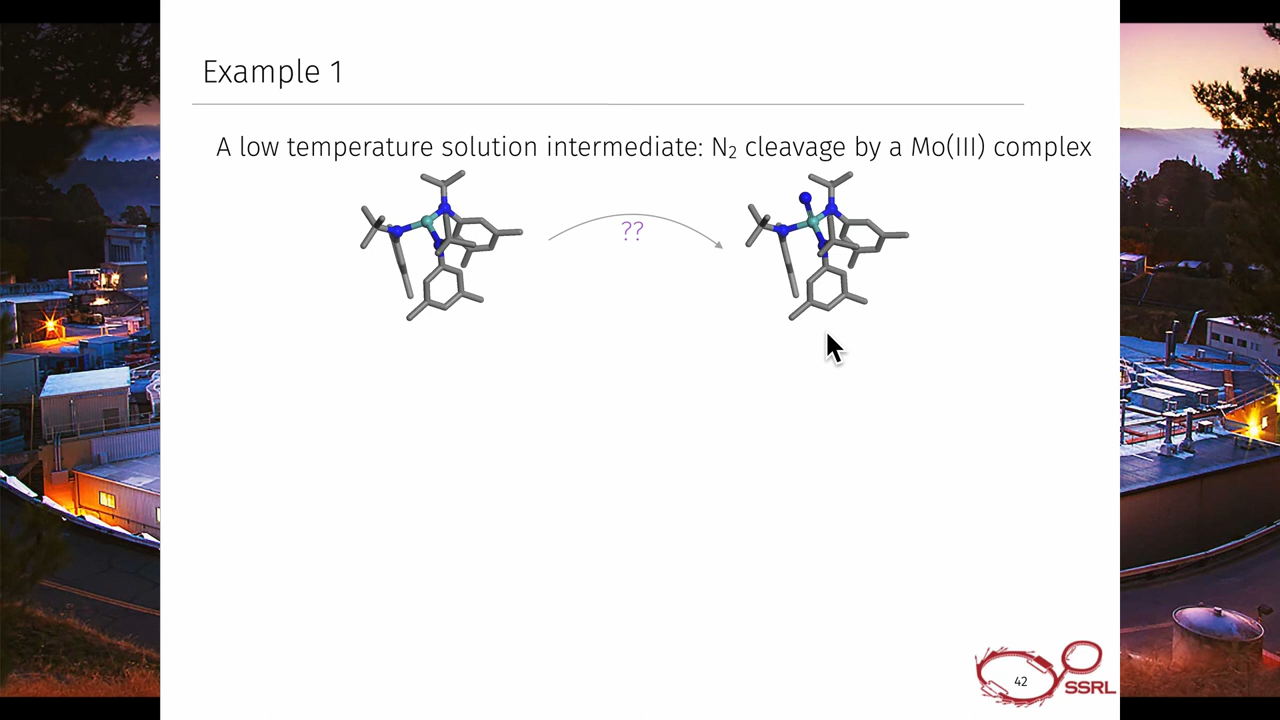 Example 1
A low temperature solution intermediate: N₂ cleavage by a Mo(III) complex
??
42
SSRL